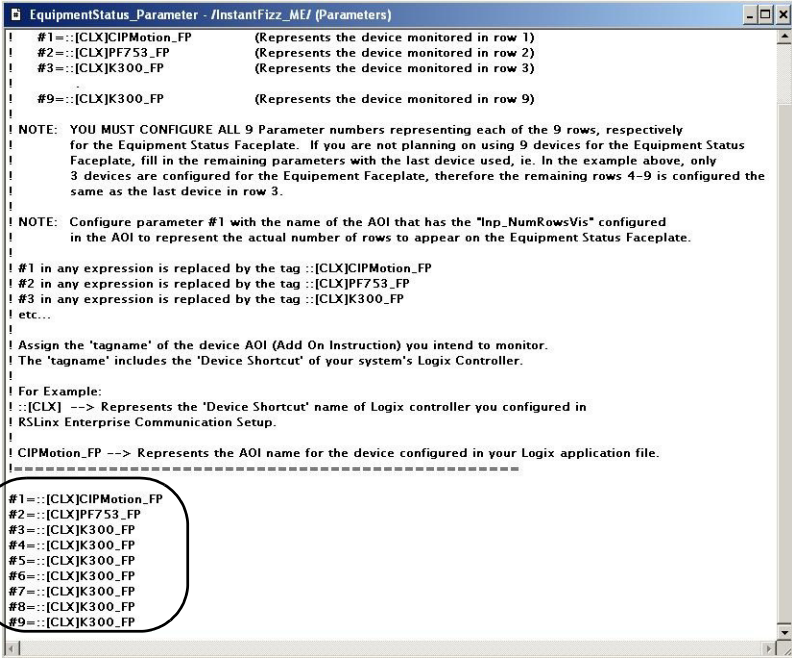 EquipmentStatus_Parameter - /InstantFizz_ME/ (Parameters)
! #1=::[CLX]CIPMotion_FP (Represents the device monitored in row 1)
! #2=::[CLX]PF753_FP (Represents the device monitored in row 2)
! #3=::[CLX]K300_FP (Represents the device monitored in row 3)
! .
! #9=::[CLX]K300_FP (Represents the device monitored in row 9)
!
! NOTE: YOU MUST CONFIGURE ALL 9 Parameter numbers representing each of the 9 rows, respectively
! for the Equipment Status Faceplate. If you are not planning on using 9 devices for the Equipment Status
! Faceplate, fill in the remaining parameters with the last device used, ie. In the example above, only
! 3 devices are configured for the Equipement Faceplate, therefore the remaining rows 4-9 is configured the
! same as the last device in row 3.
!
! NOTE: Configure parameter #1 with the name of the AOI that has the "Inp_NumRowsVis" configured
! in the AOI to represent the actual number of rows to appear on the Equipment Status Faceplate.
!
! #1 in any expression is replaced by the tag ::[CLX]CIPMotion_FP
! #2 in any expression is replaced by the tag ::[CLX]PF753_FP
! #3 in any expression is replaced by the tag ::[CLX]K300_FP
! etc...
!
! Assign the 'tagname' of the device AOI (Add On Instruction) you intend to monitor.
! The 'tagname' includes the 'Device Shortcut' of your system's Logix Controller.
!
! For Example:
! ::[CLX] --> Represents the 'Device Shortcut' name of Logix controller you configured in
! RSLinx Enterprise Communication Setup.
!
! CIPMotion_FP --> Represents the AOI name for the device configured in your Logix application file.
!====================================================
#1=::[CLX]CIPMotion_FP
#2=::[CLX]PF753_FP
#3=::[CLX]K300_FP
#4=::[CLX]K300_FP
#5=::[CLX]K300_FP
#6=::[CLX]K300_FP
#7=::[CLX]K300_FP
#8=::[CLX]K300_FP
#9=::[CLX]K300_FP